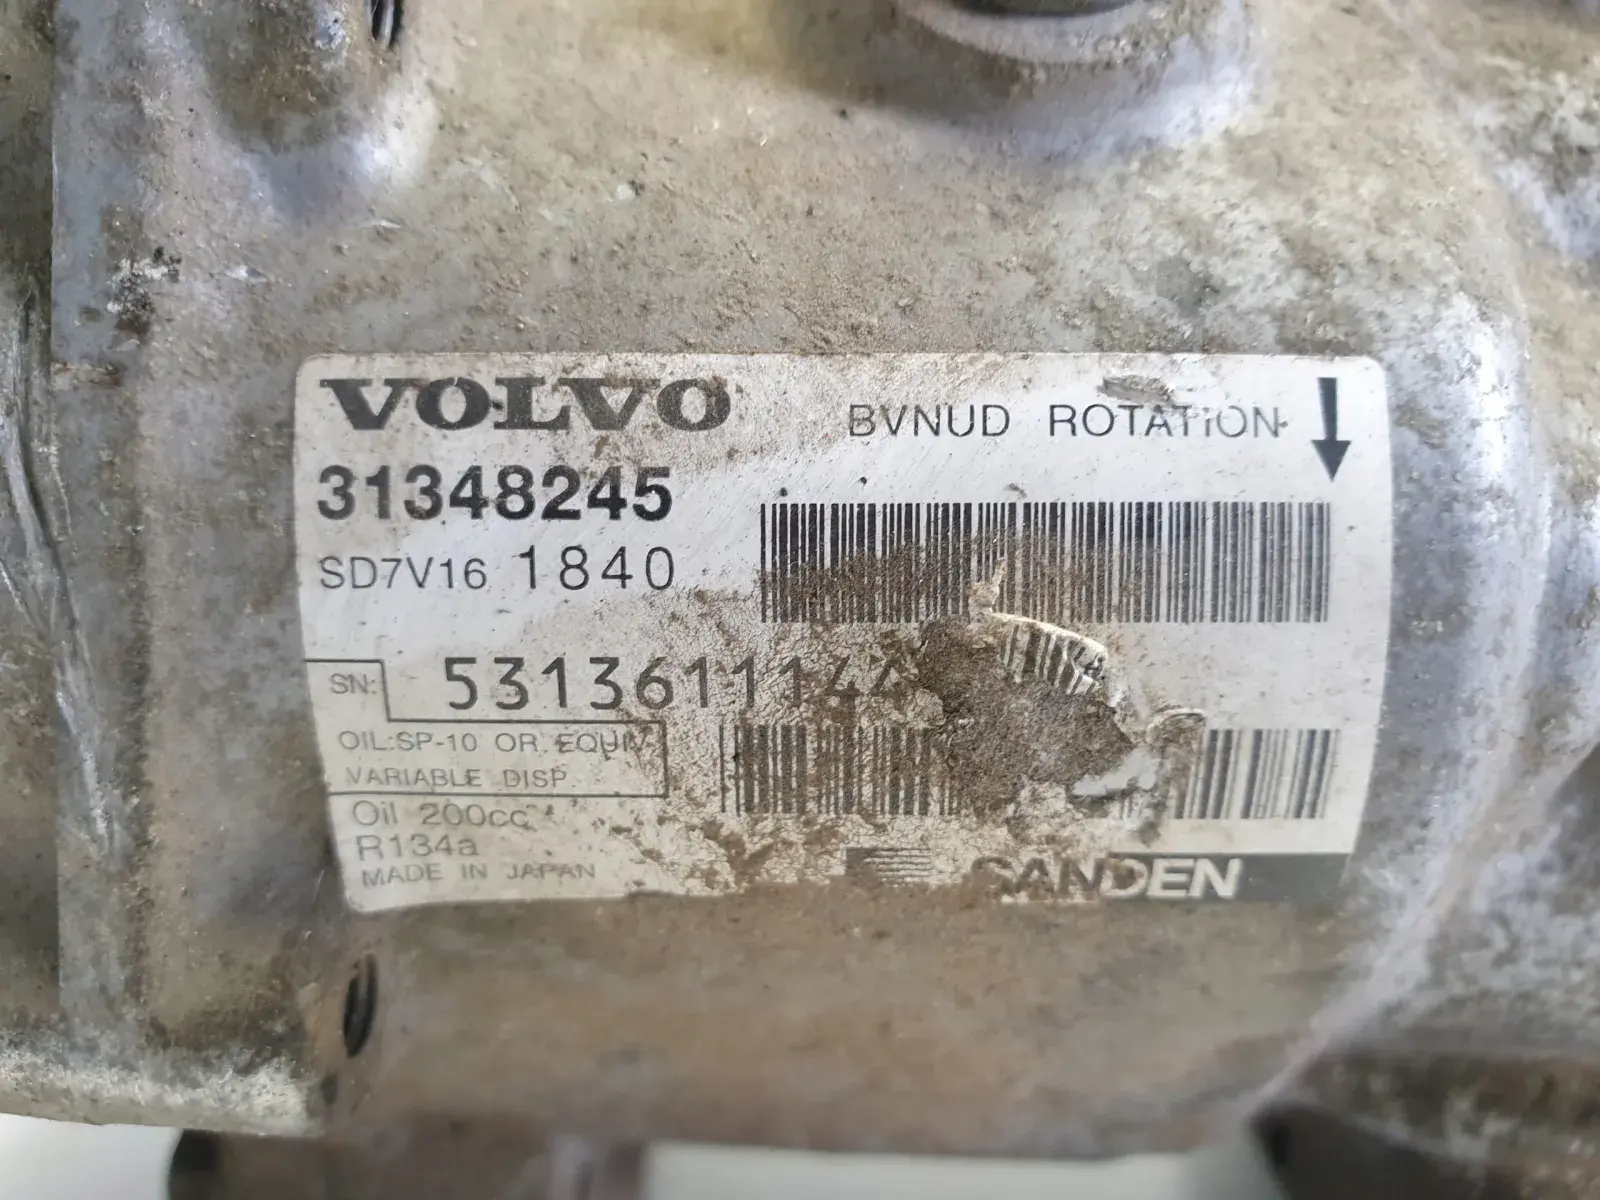 VOLVO
BVNUD ROTATION
31348245
SD7V16 1840
SN:
OIL:SP-10 OR EQUIV
VARIABLE DISP.
Oil 200cc
R134a
MADE IN JAPAN
SANDEN